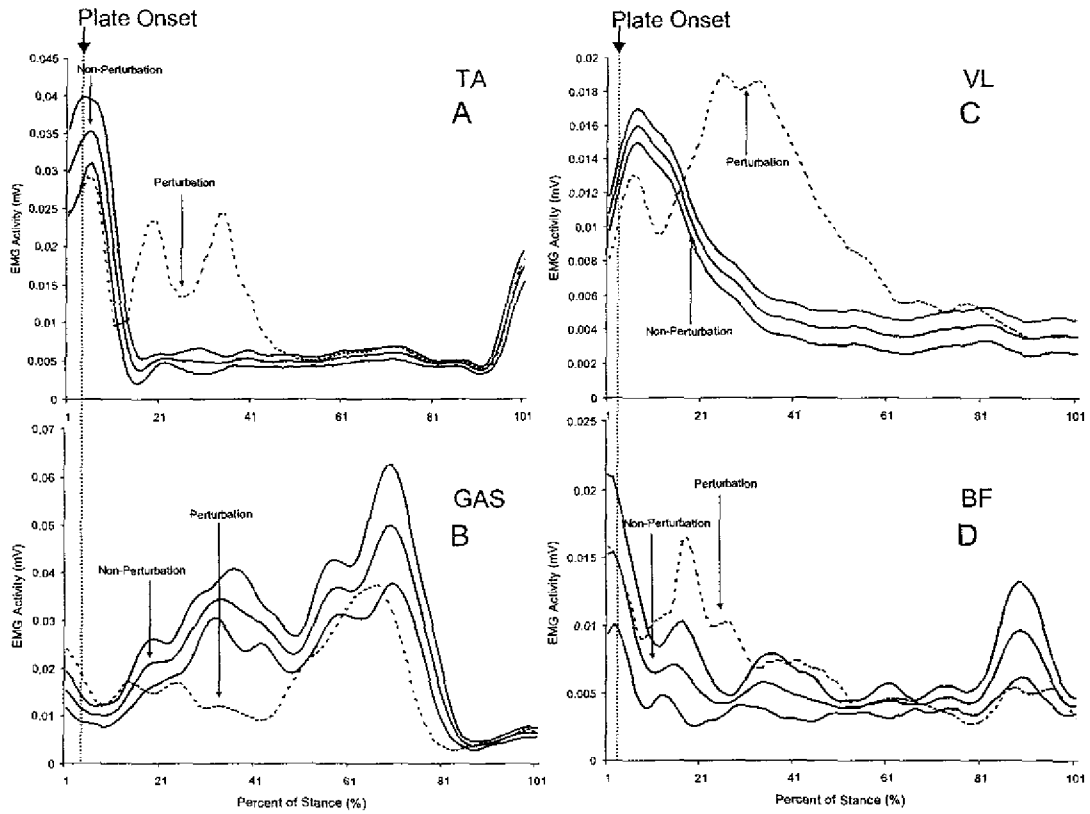 Plate Onset
0.045
0.04
0.035
0.03
0.025
0.02
0.015
0.01
0.005
0
EMG Activity (mV)
Non-Perturbation
Perturbation
TA
A
1 21 41 61 81 101
Plate Onset
0.02
0.018
0.016
0.014
0.012
0.01
0.008
0.006
0.004
0.002
0
EMG Activity (mV)
Perturbation
Non-Perturbation
VL
C
1 21 41 61 81 101
0.07
0.06
0.05
0.04
0.03
0.02
0.01
0
EMG Activity (mV)
Perturbation
Non-Perturbation
GAS
B
1 21 41 61 81 101
Percent of Stance (%)
0.025
0.02
0.015
0.01
0.005
0
EMG Activity (mV)
Perturbation
Non-Perturbation
BF
D
1 21 41 61 81 101
Percent of Stance (%)